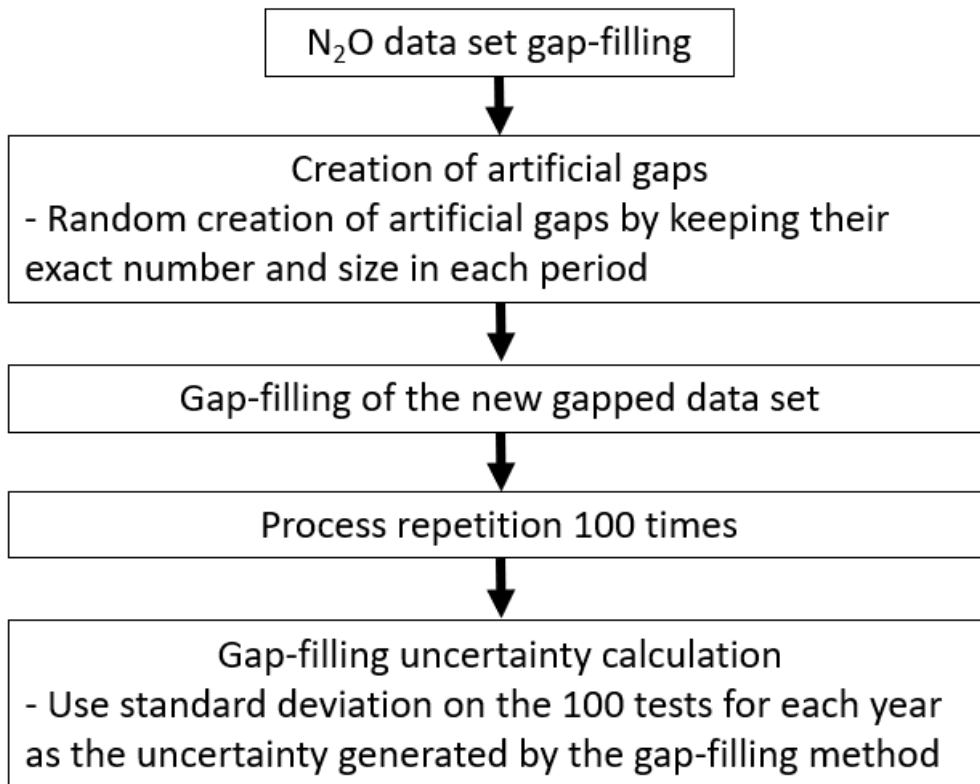 N₂O data set gap-filling
Creation of artificial gaps
- Random creation of artificial gaps by keeping their
exact number and size in each period
Gap-filling of the new gapped data set
Process repetition 100 times
Gap-filling uncertainty calculation
- Use standard deviation on the 100 tests for each year
as the uncertainty generated by the gap-filling method